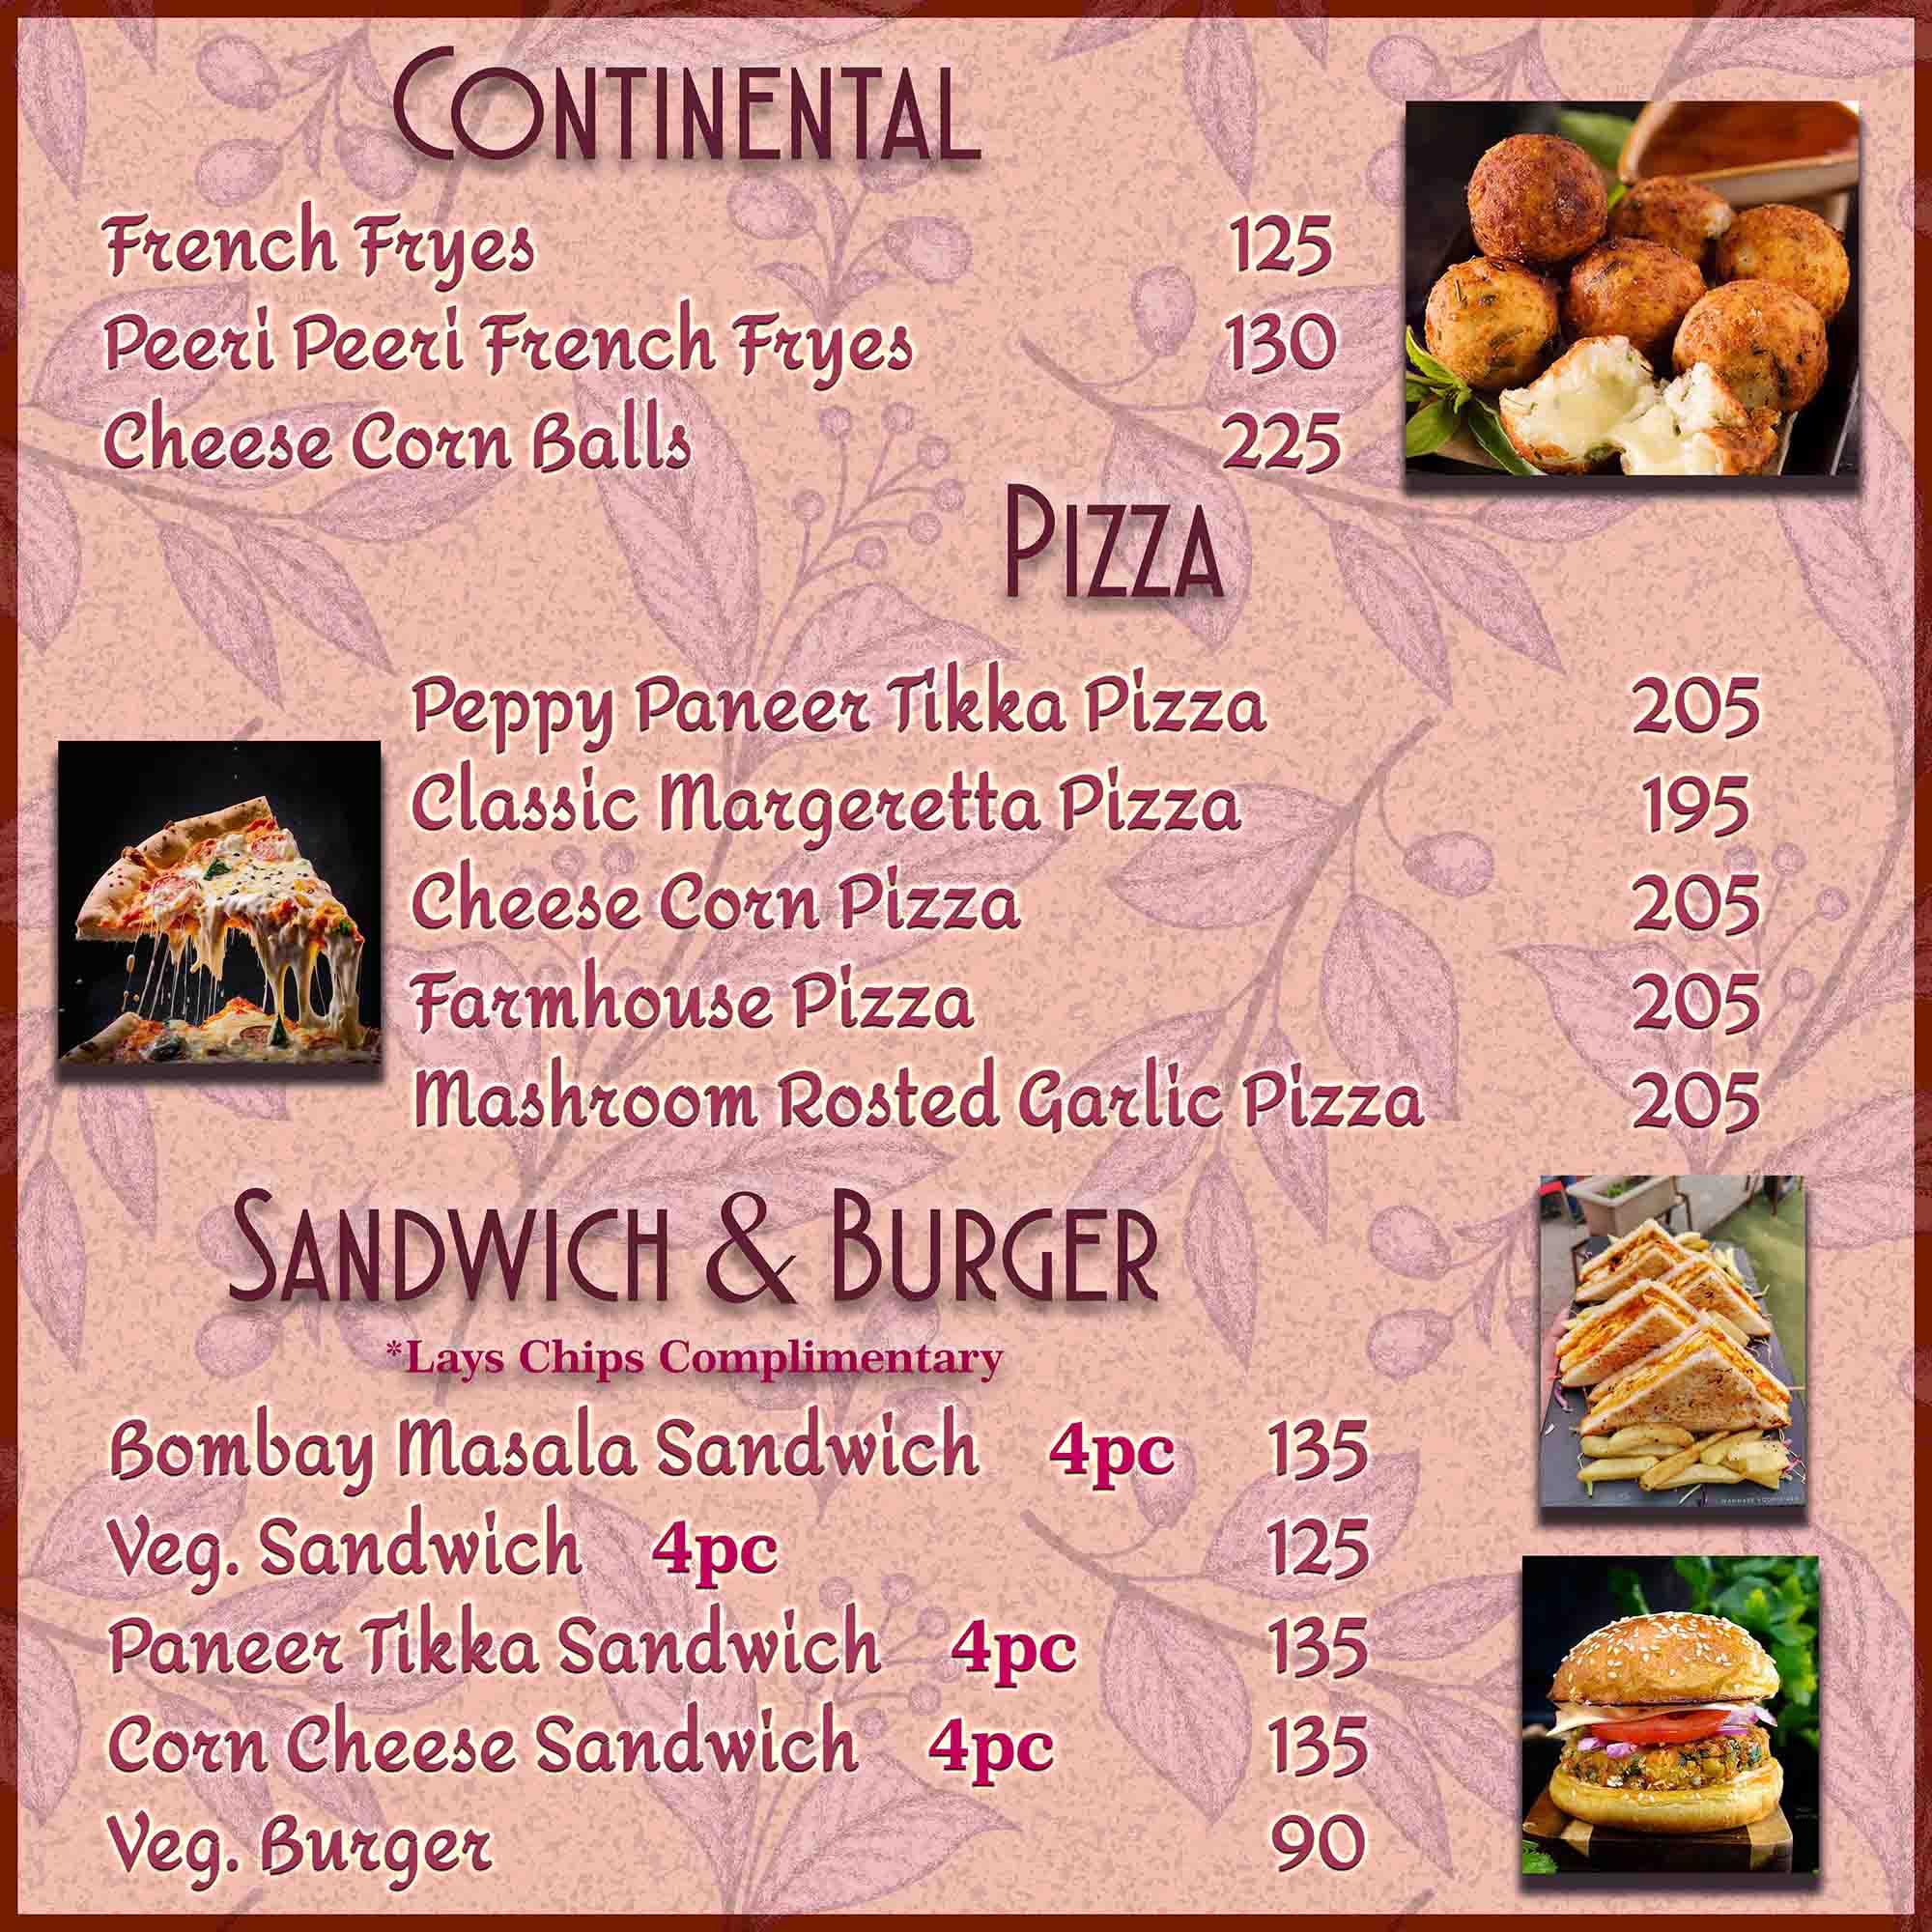 CONTINENTAL
French Fryes 125
Peeri Peeri French Fryes 130
Cheese Corn Balls 225
PIZZA
Peppy Paneer Tikka Pizza 205
Classic Margeretta Pizza 195
Cheese Corn Pizza 205
Farmhouse Pizza 205
Mashroom Rosted Garlic Pizza 205
SANDWICH & BURGER
*Lays Chips Complimentary
Bombay Masala Sandwich 4pc 135
Veg. Sandwich 4pc 125
Paneer Tikka Sandwich 4pc 135
Corn Cheese Sandwich 4pc 135
Veg. Burger 90